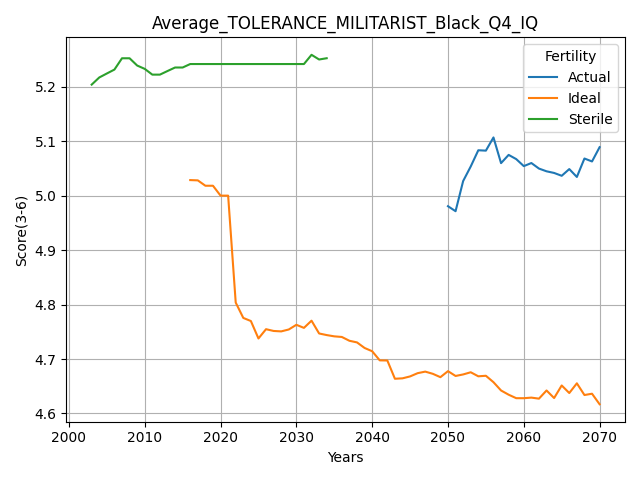 Average_TOLERANCE_MILITARIST_Black_Q4_IQ
Fertility
Actual
Ideal
Sterile
Score(3-6)
5.2
5.1
5.0
4.9
4.8
4.7
4.6
2000 2010 2020 2030 2040 2050 2060 2070
Years